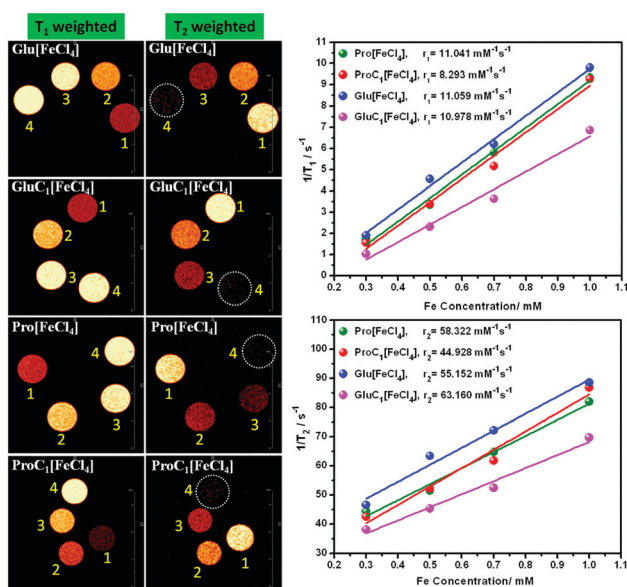 T₁ weighted
T₂ weighted
Glu[FeCl₄]
Glu[FeCl₄]
4
3
2
1
4
3
2
1
GluC₁[FeCl₄]
GluC₁[FeCl₄]
1
2
3
4
1
2
3
4
Pro[FeCl₄]
Pro[FeCl₄]
4
1
2
3
4
1
2
3
ProC₁[FeCl₄]
ProC₁[FeCl₄]
4
3
2
1
4
3
2
1
1/T₁ / s⁻¹
10
9
8
7
6
5
4
3
2
1
0
Pro[FeCl₄], r₁= 11.041 mM⁻¹s⁻¹
ProC₁[FeCl₄], r₁= 8.293 mM⁻¹s⁻¹
Glu[FeCl₄], r₁= 11.059 mM⁻¹s⁻¹
GluC₁[FeCl₄], r₁= 10.978 mM⁻¹s⁻¹
0.3 0.4 0.5 0.6 0.7 0.8 0.9 1.0
Fe Concentration/ mM
1/T₂ / s⁻¹
110
100
90
80
70
60
50
40
30
Pro[FeCl₄], r₂= 58.322 mM⁻¹s⁻¹
ProC₁[FeCl₄], r₂= 44.928 mM⁻¹s⁻¹
Glu[FeCl₄], r₂= 55.152 mM⁻¹s⁻¹
GluC₁[FeCl₄], r₂= 63.160 mM⁻¹s⁻¹
0.3 0.4 0.5 0.6 0.7 0.8 0.9 1.0
Fe Concentration/ mM